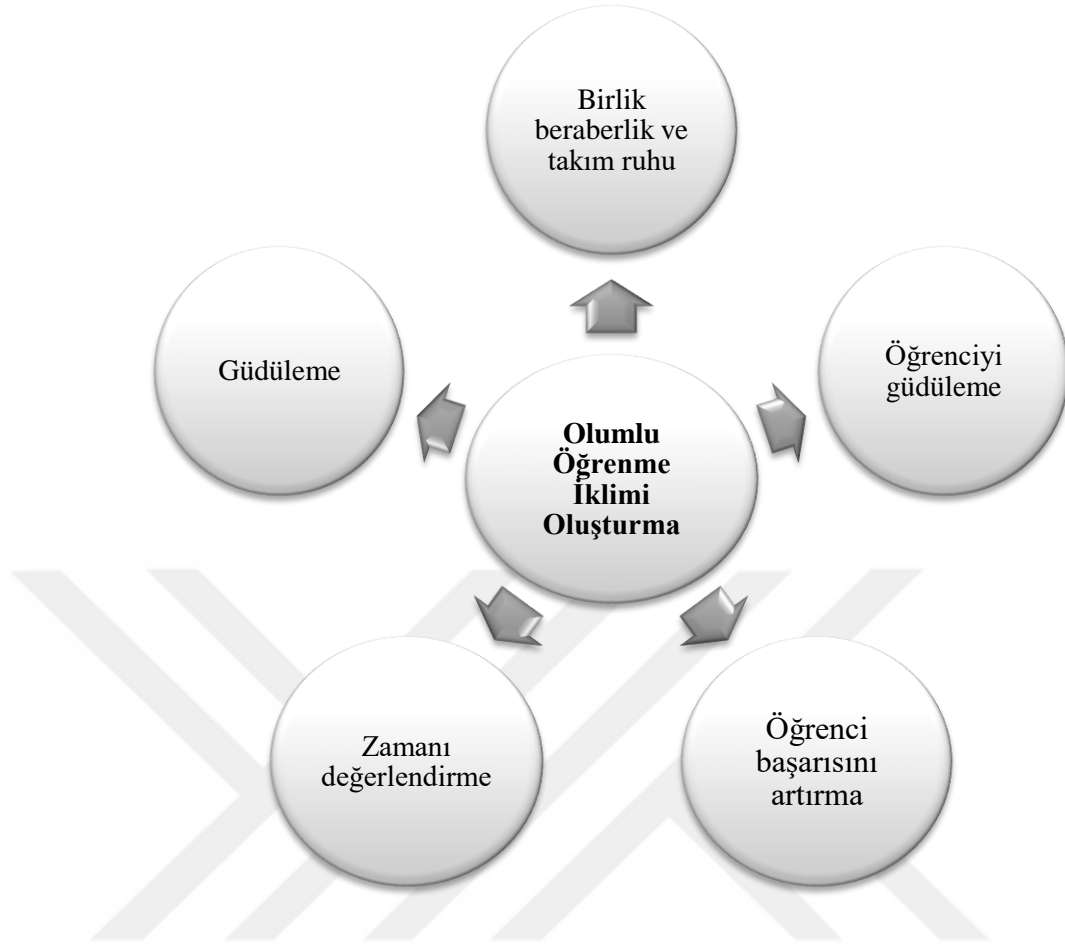 Birlik
beraberlik ve
takım ruhu
Güdüleme
Öğrenciyi
güdüleme
Olumlu
Öğrenme
İklimi
Oluşturma
Zamanı
değerlendirme
Öğrenci
başarısını
artırma